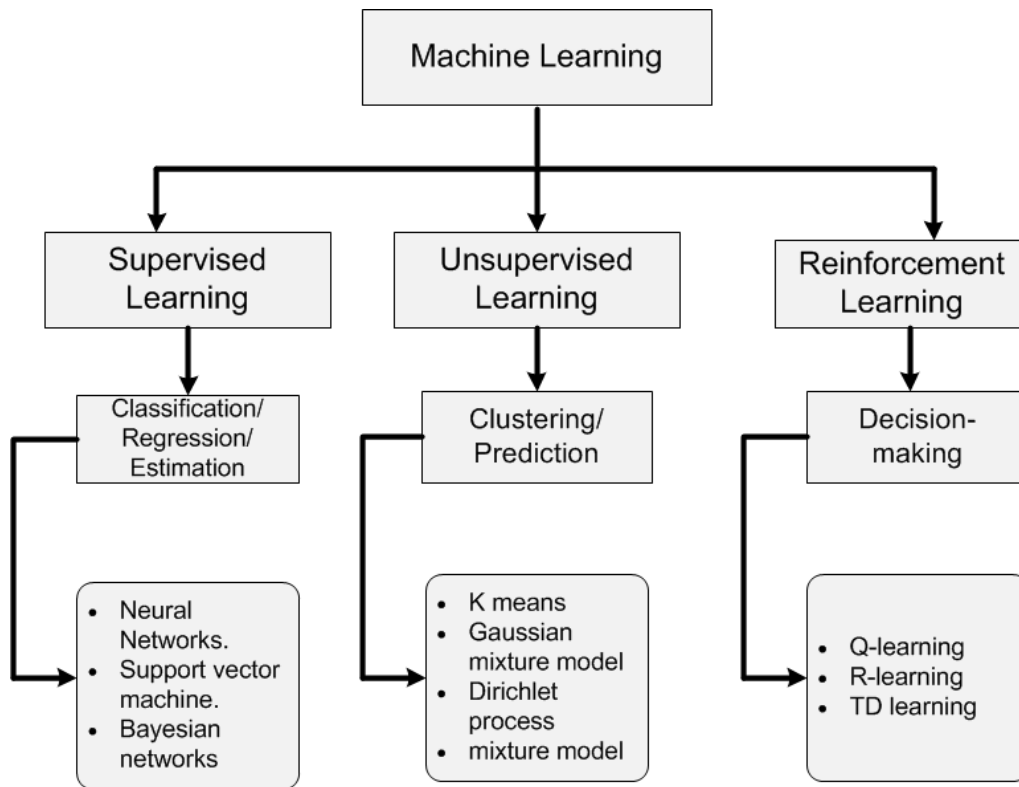 Machine Learning
Supervised
Learning
Unsupervised
Learning
Reinforcement
Learning
Classification/
Regression/
Estimation
Clustering/
Prediction
Decision-
making
• Neural
Networks.
• Support vector
machine.
• Bayesian
networks
• K means
• Gaussian
mixture model
• Dirichlet
process
• mixture model
• Q-learning
• R-learning
• TD learning